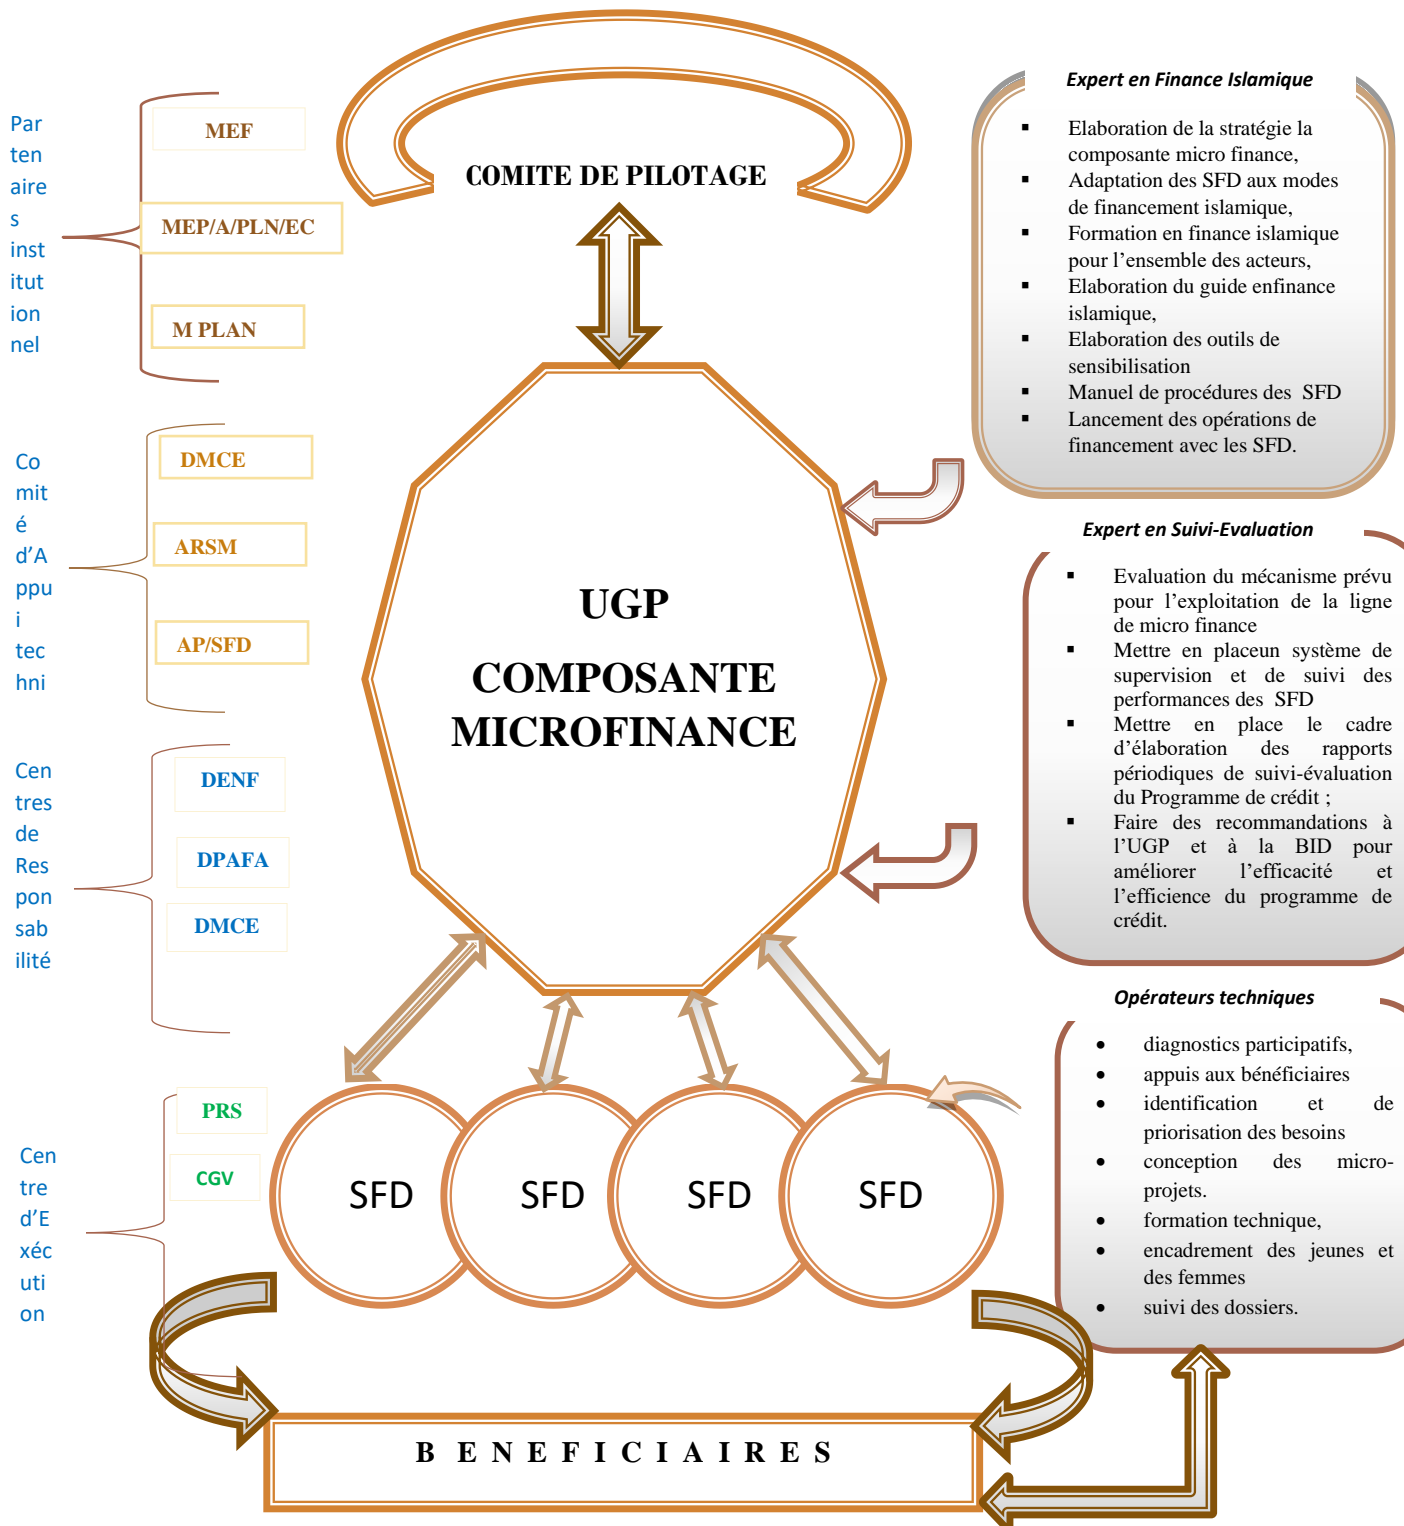 Par
ten
aire
s
inst
itut
ion
nel
MEF
MEP/A/PLN/EC
M PLAN
COMITE DE PILOTAGE
Expert en Finance Islamique
▪ Elaboration de la stratégie la
composante micro finance,
▪ Adaptation des SFD aux modes
de financement islamique,
▪ Formation en finance islamique
pour l’ensemble des acteurs,
▪ Elaboration du guide enfinance
islamique,
▪ Elaboration des outils de
sensibilisation
▪ Manuel de procédures des SFD
▪ Lancement des opérations de
financement avec les SFD.
Co
mit
é
d’A
ppu
i
tec
hni
DMCE
ARSM
AP/SFD
UGP
COMPOSANTE
MICROFINANCE
Expert en Suivi-Evaluation
▪ Evaluation du mécanisme prévu
pour l’exploitation de la ligne
de micro finance
▪ Mettre en placeun système de
supervision et de suivi des
performances des SFD
▪ Mettre en place le cadre
d’élaboration des rapports
périodiques de suivi-évaluation
du Programme de crédit ;
▪ Faire des recommandations à
l’UGP et à la BID pour
améliorer l’efficacité et
l’efficience du programme de
crédit.
Cen
tres
de
Res
pon
sab
ilité
DENF
DPAFA
DMCE
Opérateurs techniques
• diagnostics participatifs,
• appuis aux bénéficiaires
• identification et de
priorisation des besoins
• conception des micro-
projets.
• formation technique,
• encadrement des jeunes et
des femmes
• suivi des dossiers.
Cen
tre
d’E
xéc
uti
on
PRS
CGV
SFD
SFD
SFD
SFD
B E N E F I C I A I R E S